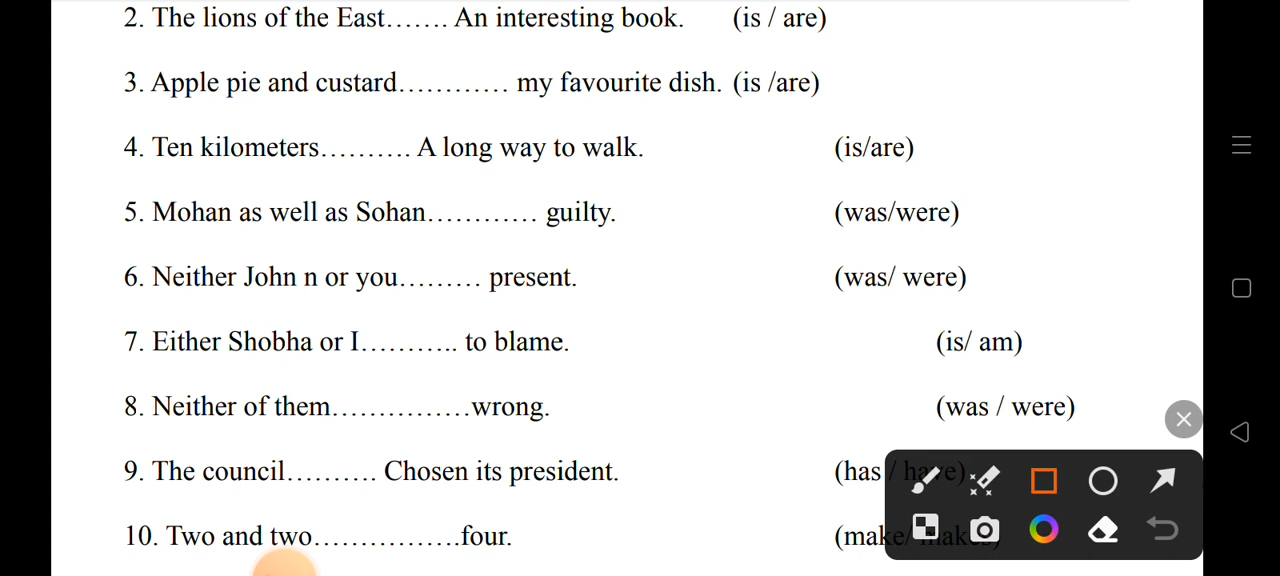 2. The lions of the East……. An interesting book. (is / are)
3. Apple pie and custard………… my favourite dish. (is /are)
4. Ten kilometers………. A long way to walk. (is/are)
5. Mohan as well as Sohan………… guilty. (was/were)
6. Neither John n or you……… present. (was/ were)
7. Either Shobha or I……….. to blame. (is/ am)
8. Neither of them……………wrong. (was / were)
9. The council………. Chosen its president. (has / have)
10. Two and two……………four. (make/ makes)